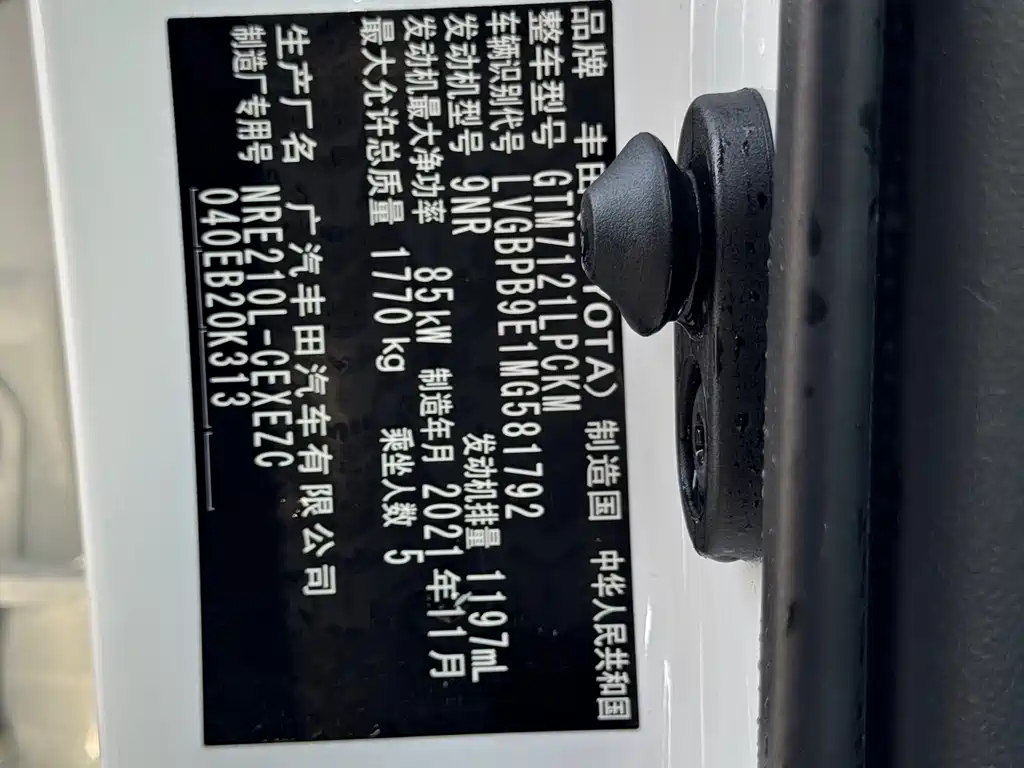 品牌 丰田 YOTA) 制造国 中华人民共和国
整车型号 GTM7121LPCKM
车辆识别代号 LVGBPB9E1MG581792
发动机型号 9NR 发动机排量 1197mL
发动机最大净功率 85kW 制造年月 2021年11月
最大允许总质量 1770kg 乘坐人数 5
生产厂名 广汽丰田汽车有限公司
制造厂专用号 NRE210L-CEXEZC
040EB20K313